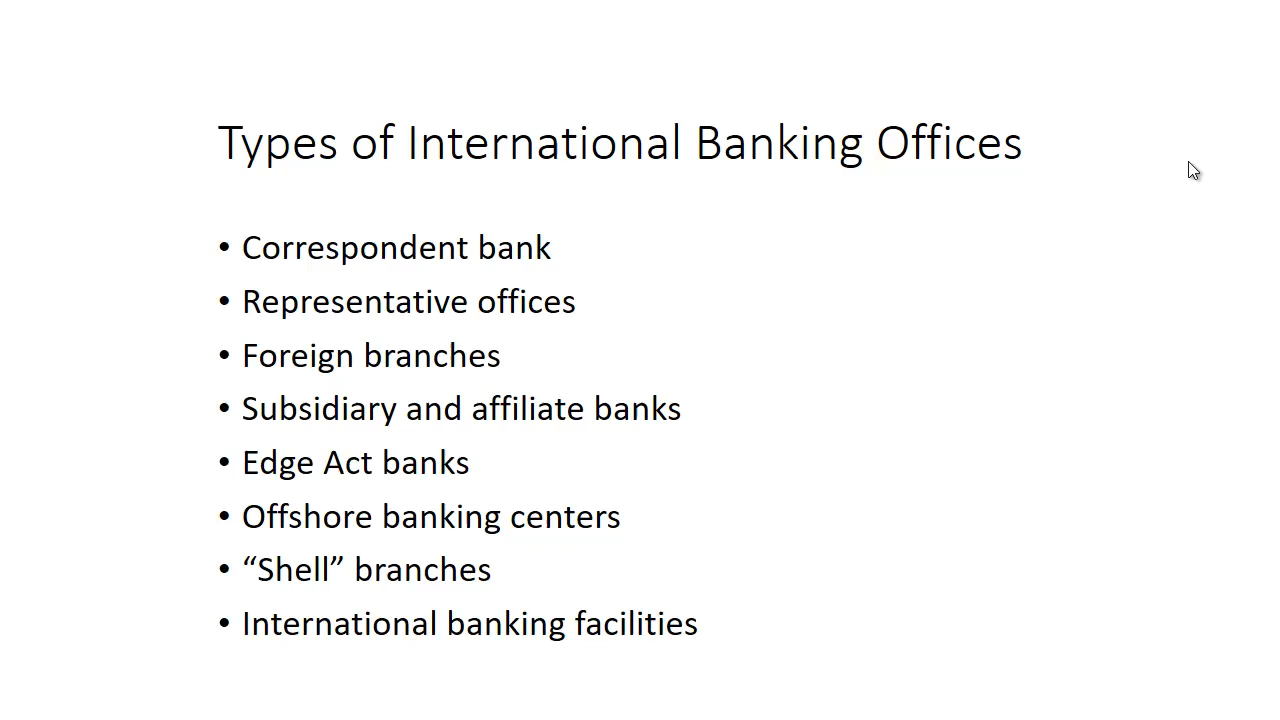 Types of International Banking Offices
• Correspondent bank
• Representative offices
• Foreign branches
• Subsidiary and affiliate banks
• Edge Act banks
• Offshore banking centers
• “Shell” branches
• International banking facilities